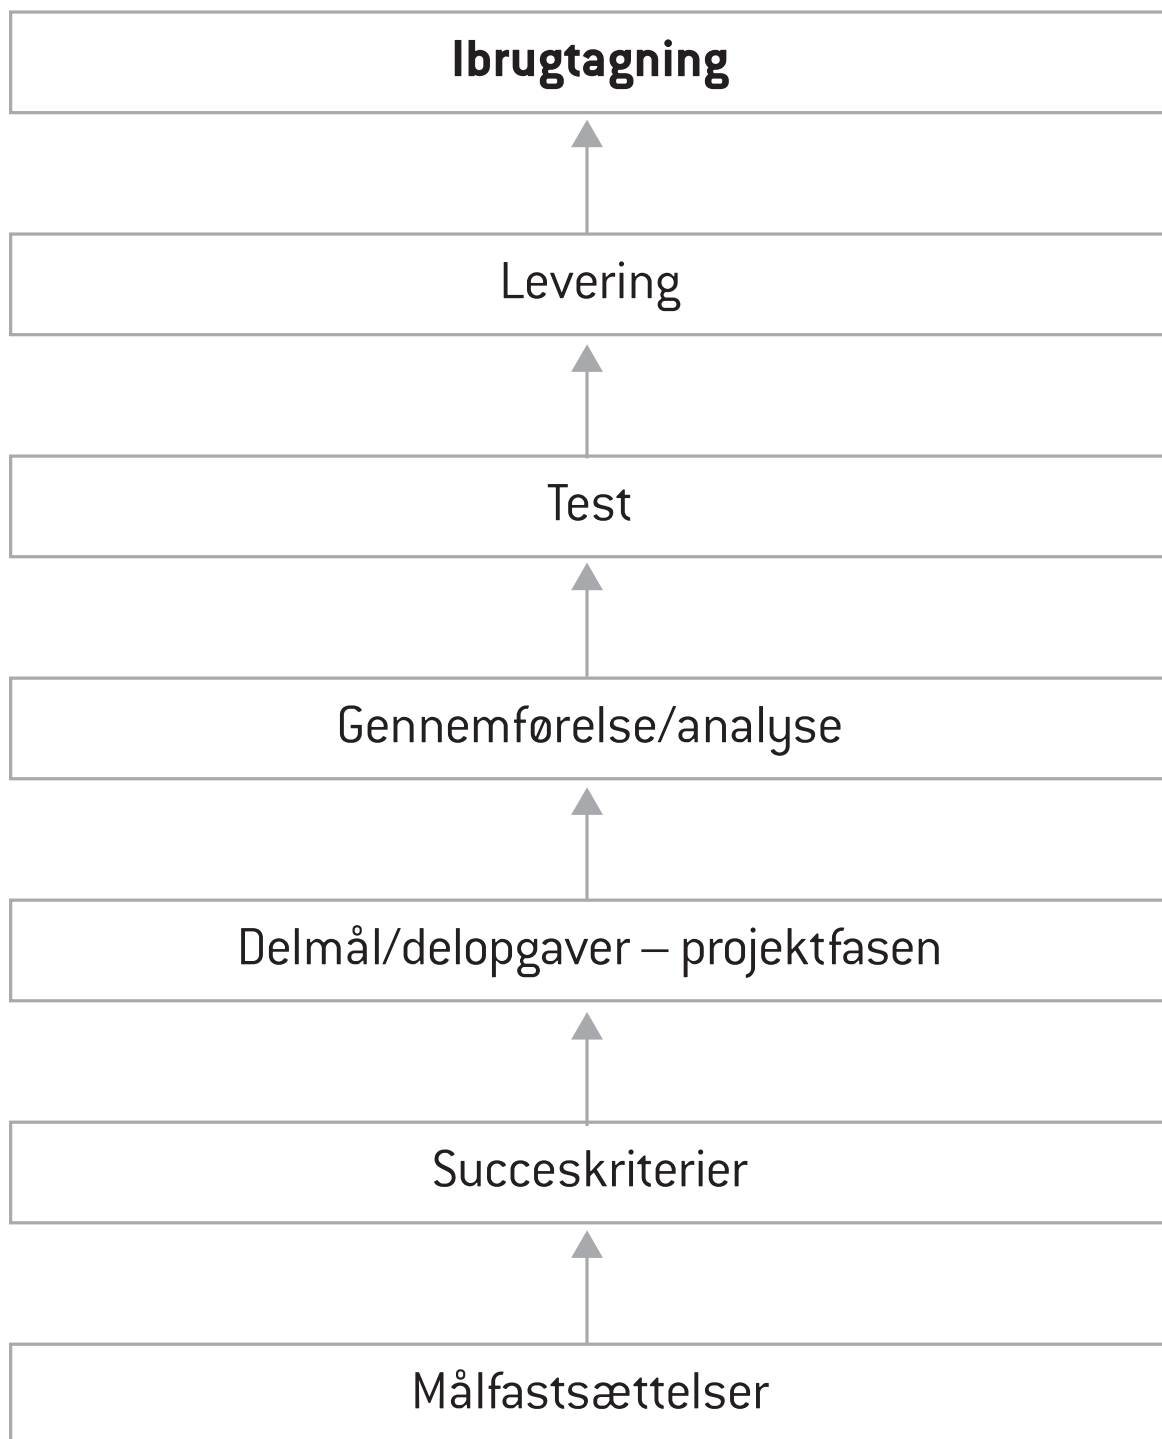 Ibrugtagning
Levering
Test
Gennemførelse/analyse
Delmål/delopgaver – projektfasen
Succeskriterier
Målfastsættelser